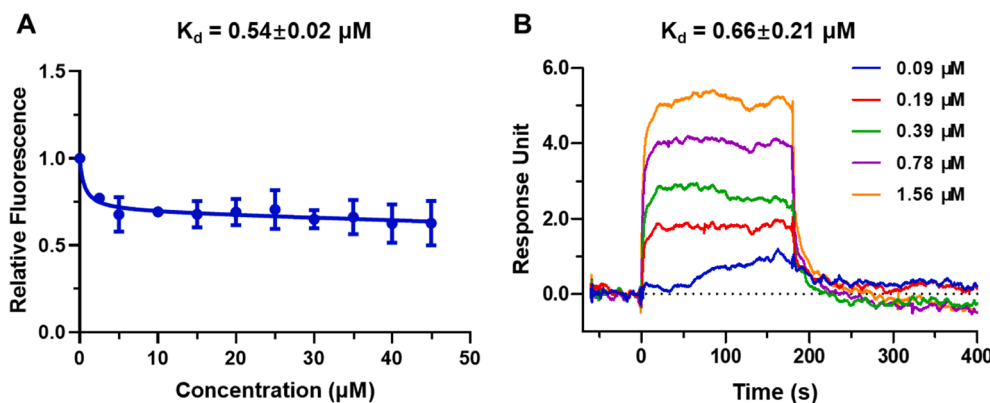 A
K_d = 0.54±0.02 µM
Relative Fluorescence
1.5
1.0
0.5
0.0
0 10 20 30 40 50
Concentration (µM)
B
K_d = 0.66±0.21 µM
Response Unit
6.0
4.0
2.0
0.0
0 100 200 300 400
Time (s)
0.09 µM
0.19 µM
0.39 µM
0.78 µM
1.56 µM